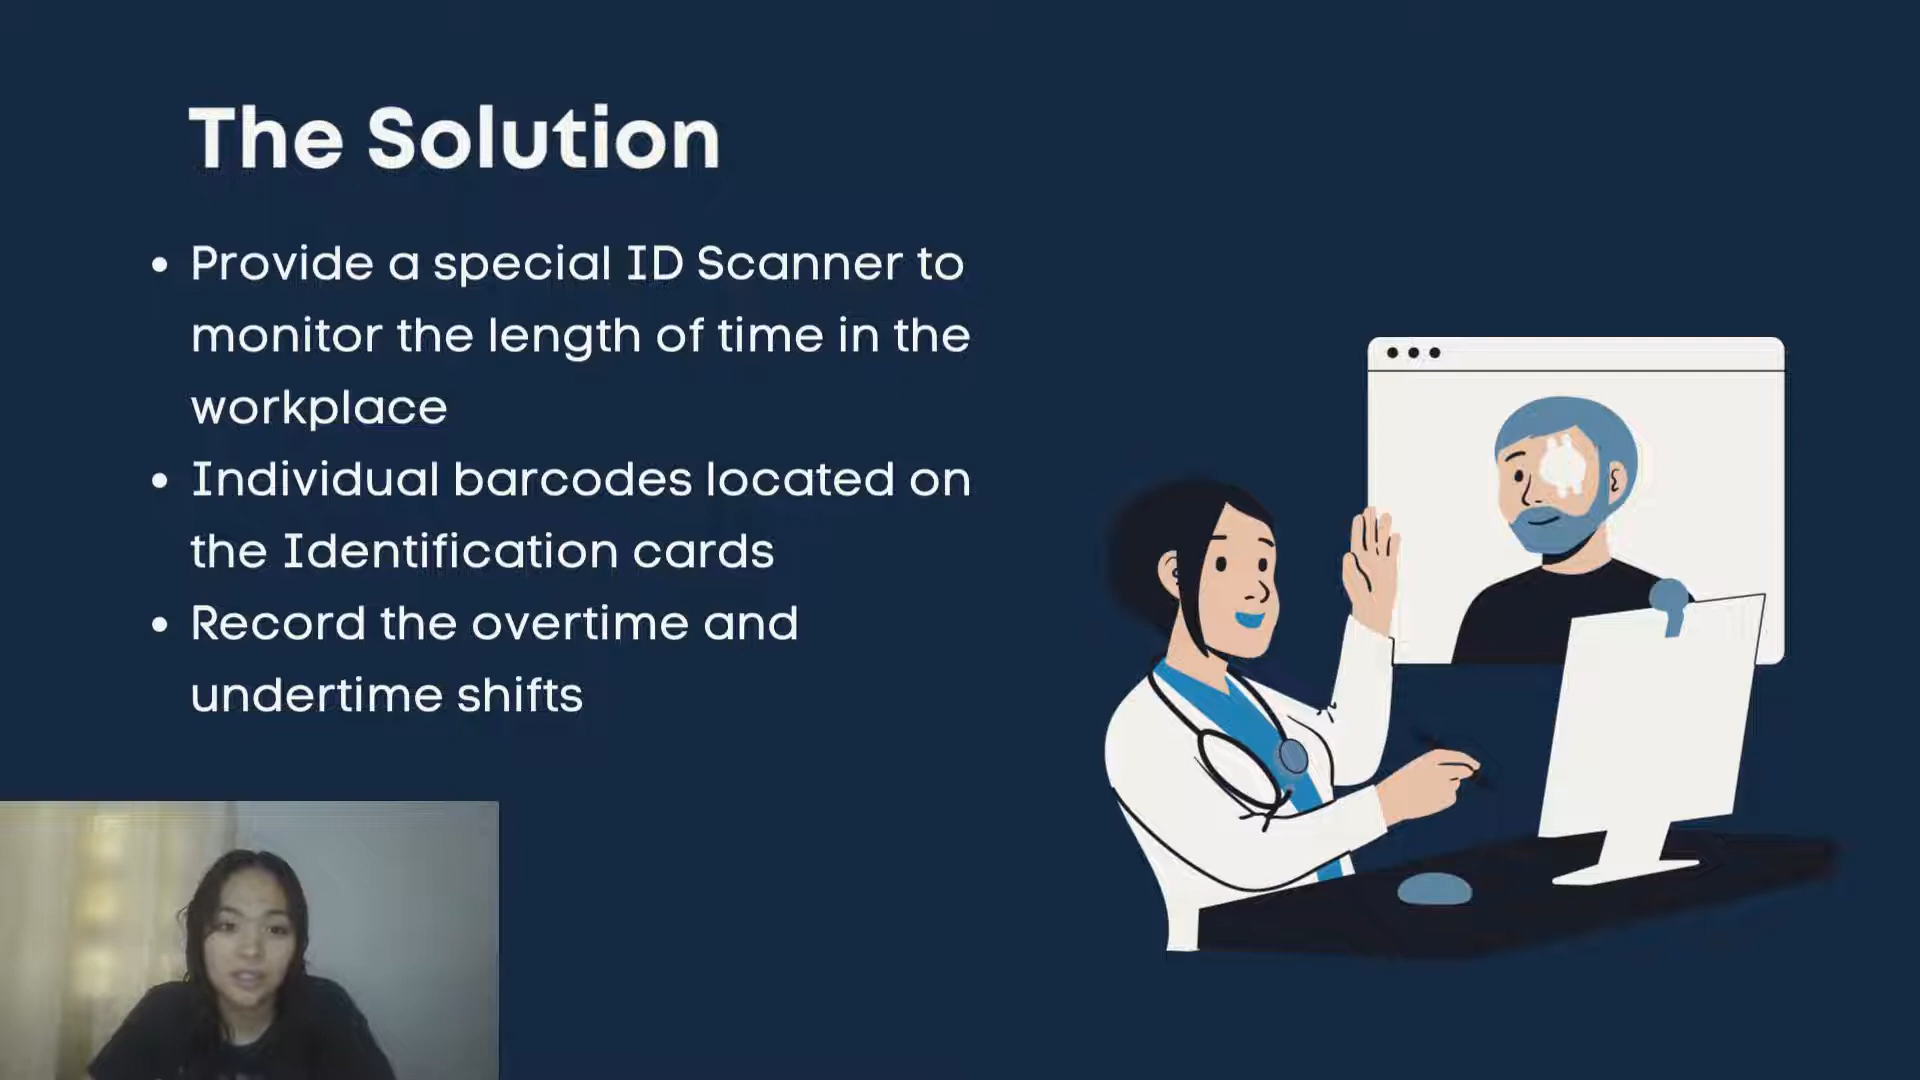 The Solution
• Provide a special ID Scanner to
monitor the length of time in the
workplace
• Individual barcodes located on
the Identification cards
• Record the overtime and
undertime shifts